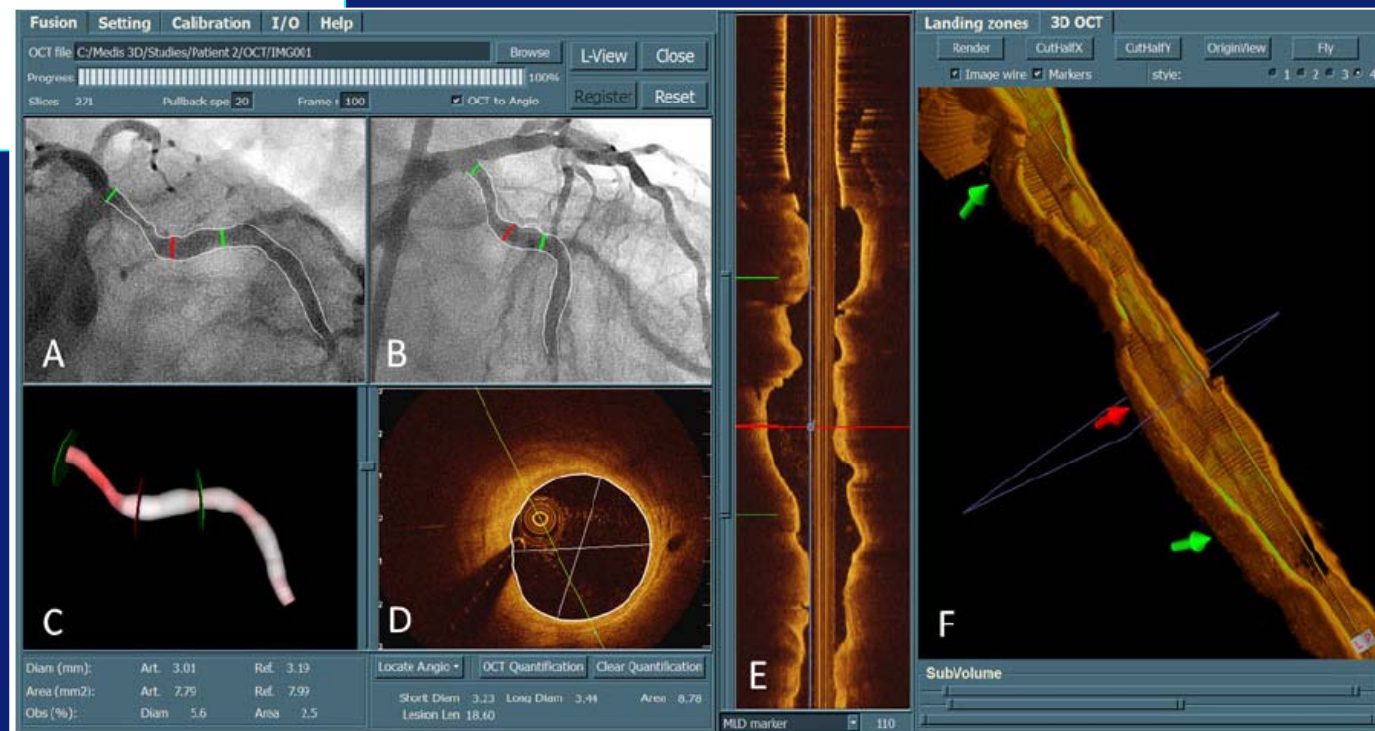 Fusion Setting Calibration I/O Help
OCT file C:/Medis 3D/Studies/Patient 2/OCT/IMG001 Browse
L-View Close
Progress: 100%
Slices 271 Pullback spe 20 Frame r 100 OCT to Angio
Register Reset
A
B
C
D
Diam (mm): Art. 3.01 Ref. 3.19
Area (mm2): Art. 7.79 Ref. 7.99
Obs (%): Diam 5.6 Area 2.5
Locate Angio OCT Quantification Clear Quantification
Short Diam 3.23 Long Diam 3.44 Area 8.78
Lesion Len 18.60
E
MLD marker 110
Landing zones 3D OCT
Render CutHalfX CutHalfY OriginView Fly
Image wire Markers style: 1 2 3 4
F
SubVolume